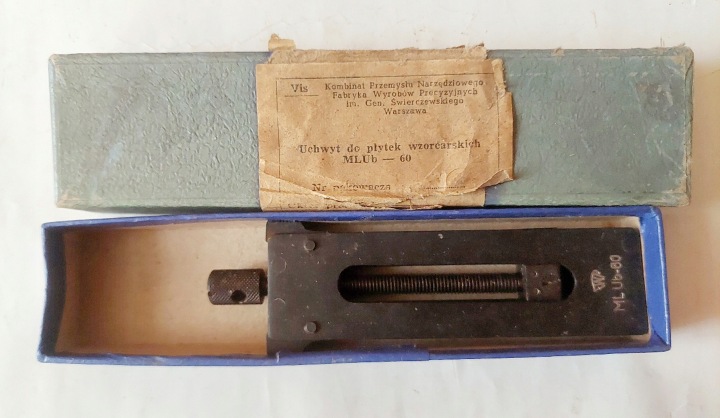 Vis — Kombinat Przemysłu Narzędziowego
Fabryka Wyrobów Precyzyjnych
im. Gen. Świerczewskiego
Warszawa
Uchwyt do płytek wzorcarskich
MLUb — 60
Nr
MLUb-60